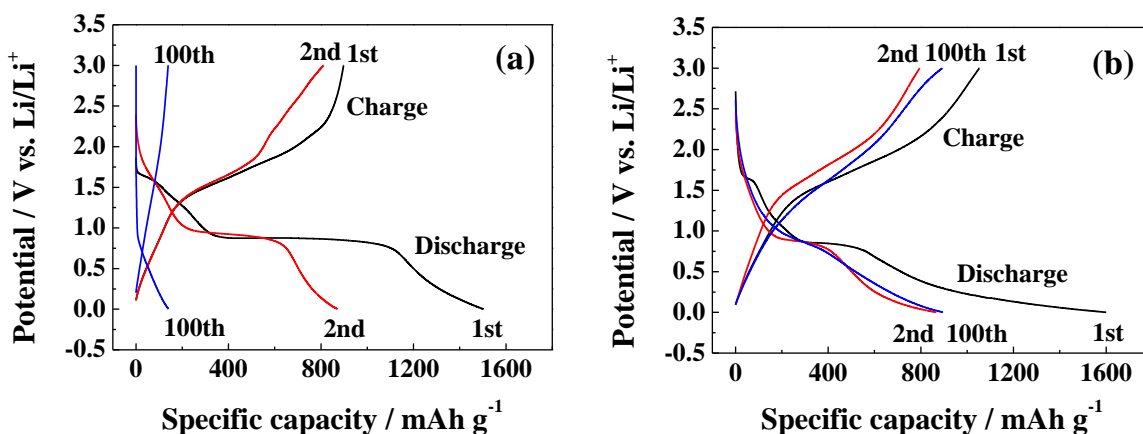 3.5
3.0
2.5
2.0
1.5
1.0
0.5
0.0
-0.5
Potential / V vs. Li/Li⁺
100th
2nd 1st
(a)
Charge
Discharge
100th
2nd
1st
0 400 800 1200 1600
Specific capacity / mAh g⁻¹
3.5
3.0
2.5
2.0
1.5
1.0
0.5
0.0
-0.5
Potential / V vs. Li/Li⁺
2nd 100th 1st
(b)
Charge
Discharge
2nd 100th
1st
0 400 800 1200 1600
Specific capacity / mAh g⁻¹